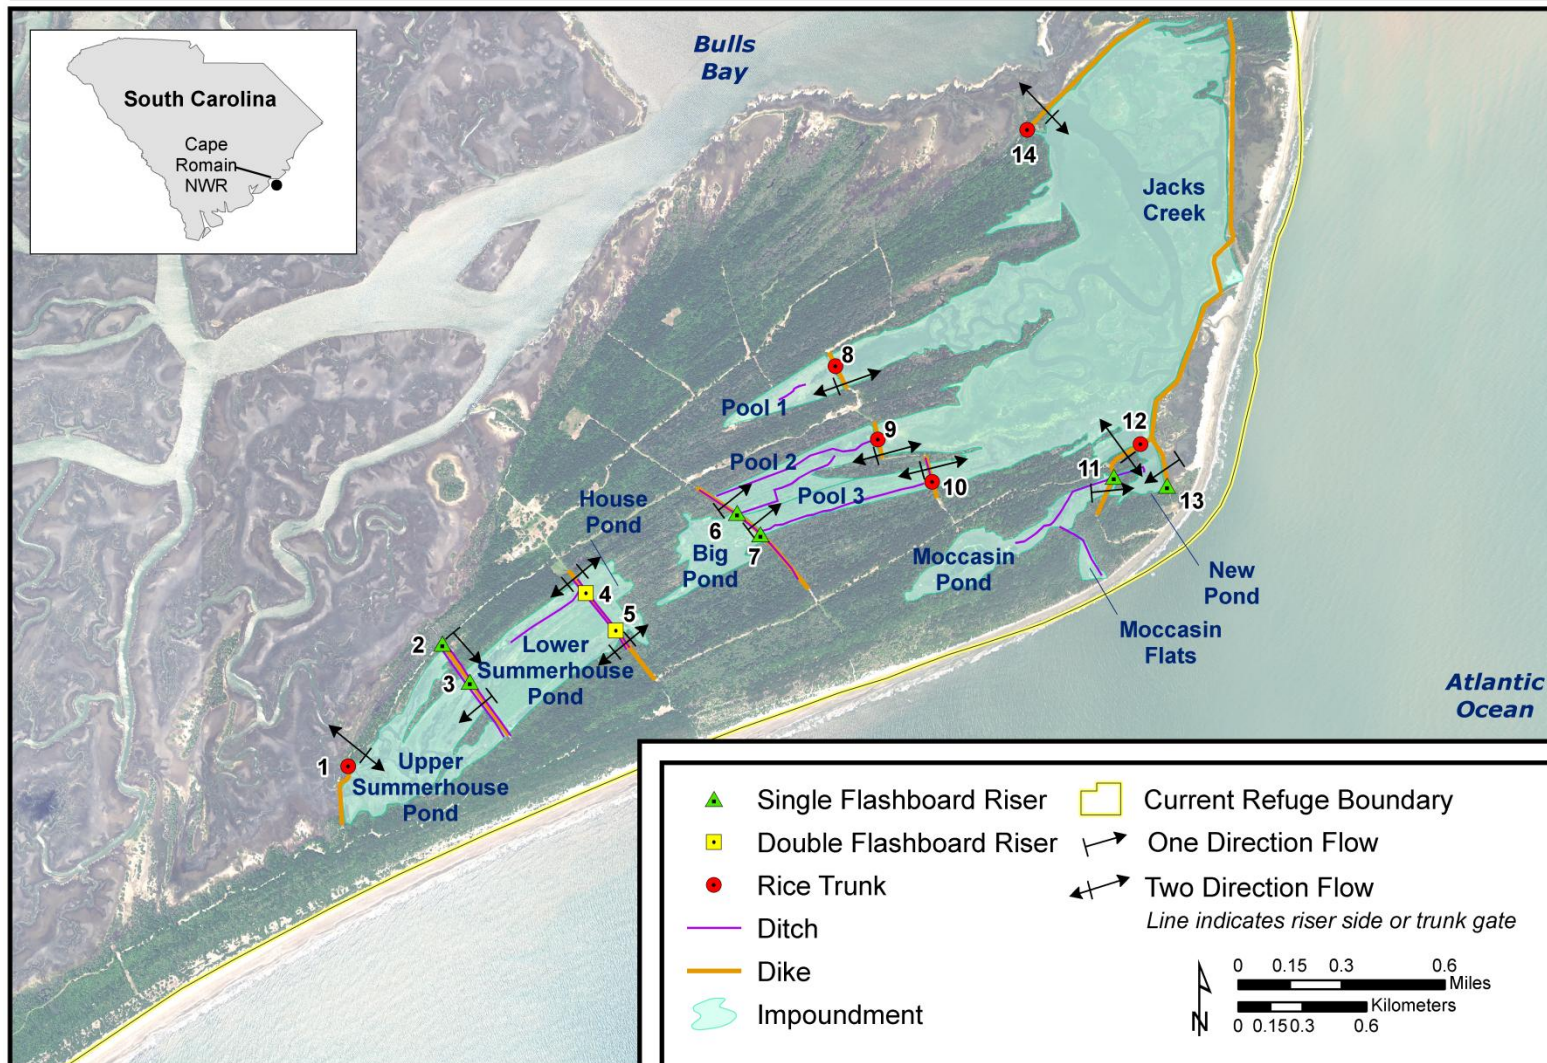 South Carolina
Cape
Romain
NWR
Bulls
Bay
14
Jacks
Creek
8
Pool 1
9
12
Pool 2
11
House
Pond
10
13
Pool 3
6
7
Big
Pond
Moccasin
Pond
New
Pond
4
5
2
Lower
Summerhouse
Pond
Moccasin
Flats
3
Atlantic
Ocean
1
Upper
Summerhouse
Pond
Single Flashboard Riser
Double Flashboard Riser
Rice Trunk
Ditch
Dike
Impoundment
Current Refuge Boundary
One Direction Flow
Two Direction Flow
Line indicates riser side or trunk gate
N
0 0.15 0.3 0.6
Miles
Kilometers
0 0.15 0.3 0.6